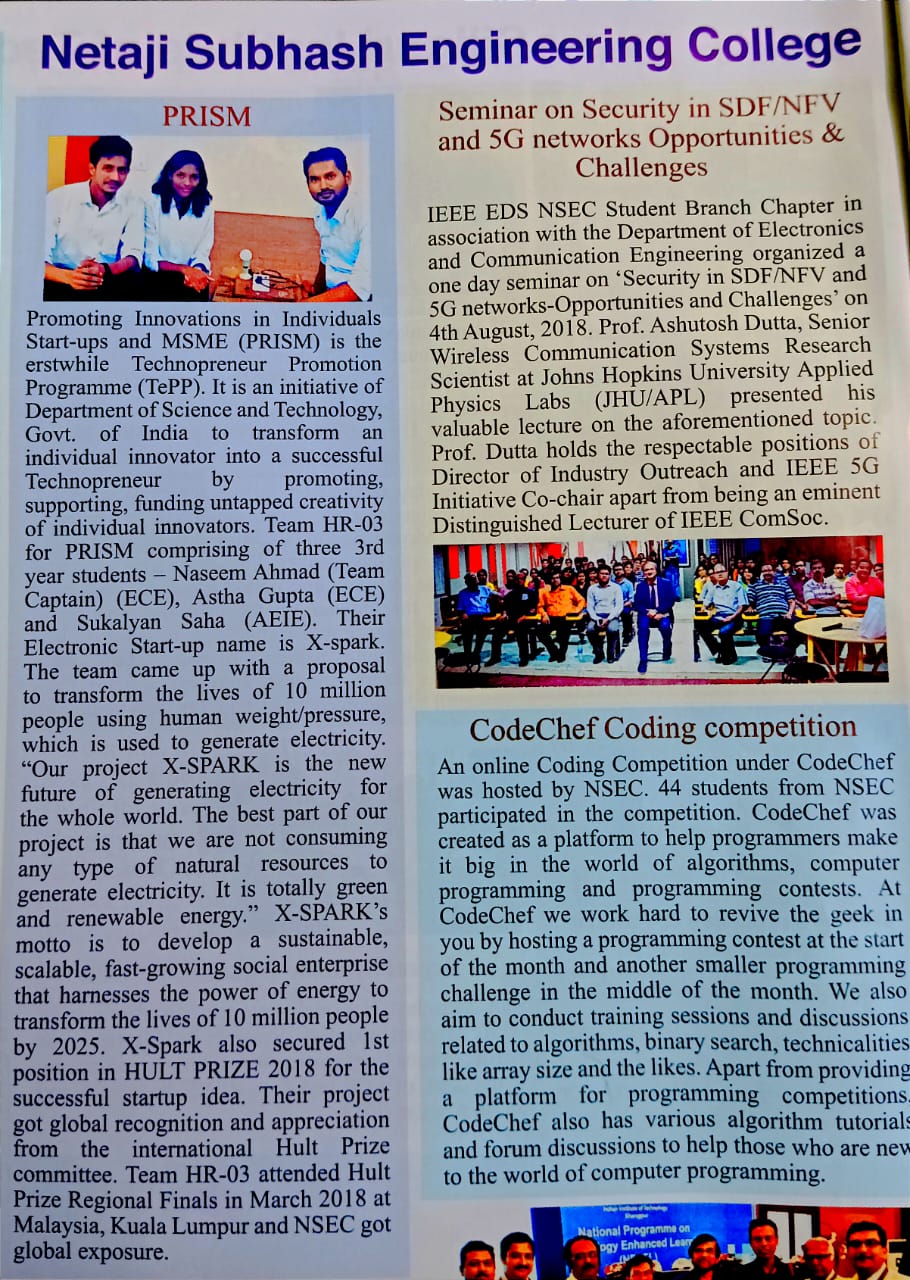 Netaji Subhash Engineering College
PRISM
Promoting Innovations in Individuals
Start-ups and MSME (PRISM) is the
erstwhile Technopreneur Promotion
Programme (TePP). It is an initiative of
Department of Science and Technology,
Govt. of India to transform an
individual innovator into a successful
Technopreneur by promoting,
supporting, funding untapped creativity
of individual innovators. Team HR-03
for PRISM comprising of three 3rd
year students – Naseem Ahmad (Team
Captain) (ECE), Astha Gupta (ECE)
and Sukalyan Saha (AEIE). Their
Electronic Start-up name is X-spark.
The team came up with a proposal
to transform the lives of 10 million
people using human weight/pressure,
which is used to generate electricity.
“Our project X-SPARK is the new
future of generating electricity for
the whole world. The best part of our
project is that we are not consuming
any type of natural resources to
generate electricity. It is totally green
and renewable energy.” X-SPARK’s
motto is to develop a sustainable,
scalable, fast-growing social enterprise
that harnesses the power of energy to
transform the lives of 10 million people
by 2025. X-Spark also secured 1st
position in HULT PRIZE 2018 for the
successful startup idea. Their project
got global recognition and appreciation
from the international Hult Prize
committee. Team HR-03 attended Hult
Prize Regional Finals in March 2018 at
Malaysia, Kuala Lumpur and NSEC got
global exposure.
Seminar on Security in SDF/NFV
and 5G networks Opportunities &
Challenges
IEEE EDS NSEC Student Branch Chapter in
association with the Department of Electronics
and Communication Engineering organized a
one day seminar on ‘Security in SDF/NFV and
5G networks-Opportunities and Challenges’ on
4th August, 2018. Prof. Ashutosh Dutta, Senior
Wireless Communication Systems Research
Scientist at Johns Hopkins University Applied
Physics Labs (JHU/APL) presented his
valuable lecture on the aforementioned topic.
Prof. Dutta holds the respectable positions of
Director of Industry Outreach and IEEE 5G
Initiative Co-chair apart from being an eminent
Distinguished Lecturer of IEEE ComSoc.
CodeChef Coding competition
An online Coding Competition under CodeChef
was hosted by NSEC. 44 students from NSEC
participated in the competition. CodeChef was
created as a platform to help programmers make
it big in the world of algorithms, computer
programming and programming contests. At
CodeChef we work hard to revive the geek in
you by hosting a programming contest at the start
of the month and another smaller programming
challenge in the middle of the month. We also
aim to conduct training sessions and discussions
related to algorithms, binary search, technicalities
like array size and the likes. Apart from providing
a platform for programming competitions,
CodeChef also has various algorithm tutorials
and forum discussions to help those who are new
to the world of computer programming.
Indian Institute of Technology
National Programme on
ogy Enhanced Lear